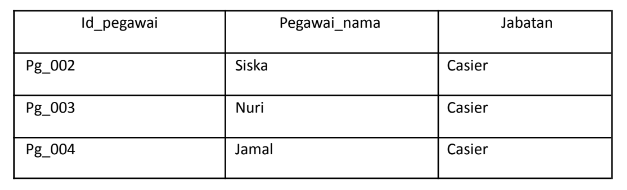 Id_pegawai Pegawai_nama Jabatan
Pg_002 Siska Casier
Pg_003 Nuri Casier
Pg_004 Jamal Casier